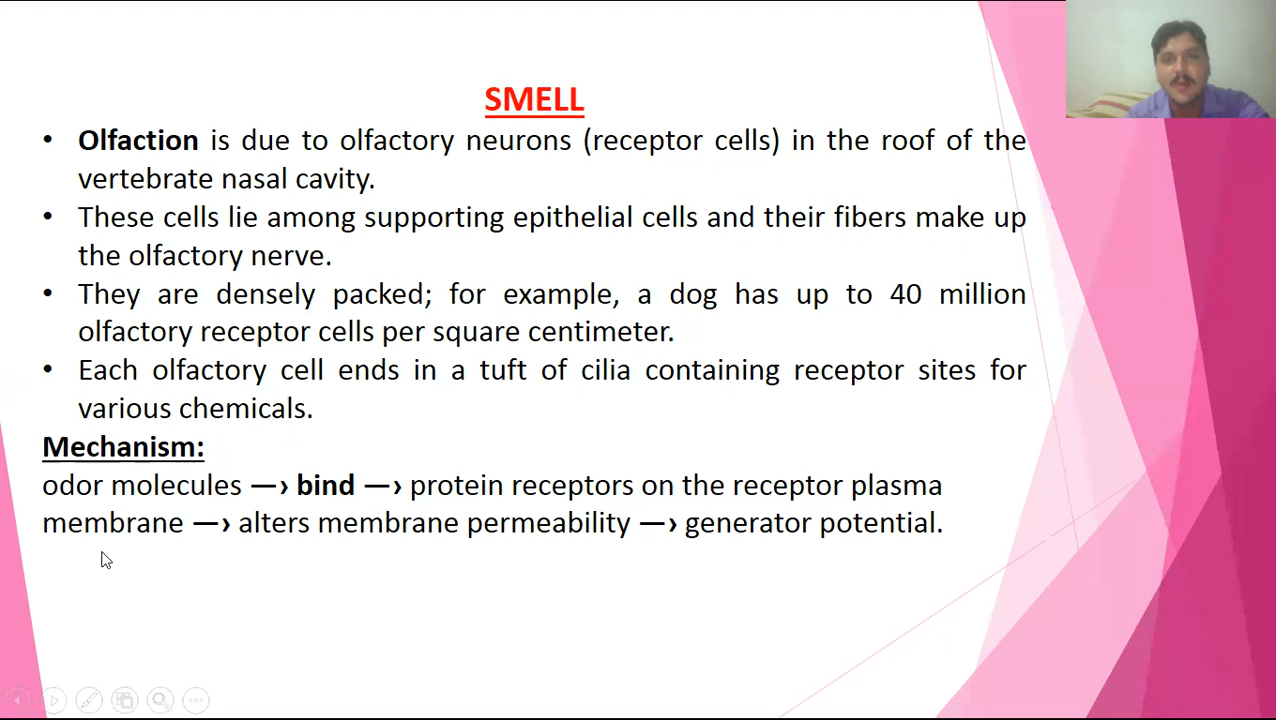 SMELL
• Olfaction is due to olfactory neurons (receptor cells) in the roof of the
vertebrate nasal cavity.
• These cells lie among supporting epithelial cells and their fibers make up
the olfactory nerve.
• They are densely packed; for example, a dog has up to 40 million
olfactory receptor cells per square centimeter.
• Each olfactory cell ends in a tuft of cilia containing receptor sites for
various chemicals.
Mechanism:
odor molecules —› bind —› protein receptors on the receptor plasma
membrane —› alters membrane permeability —› generator potential.